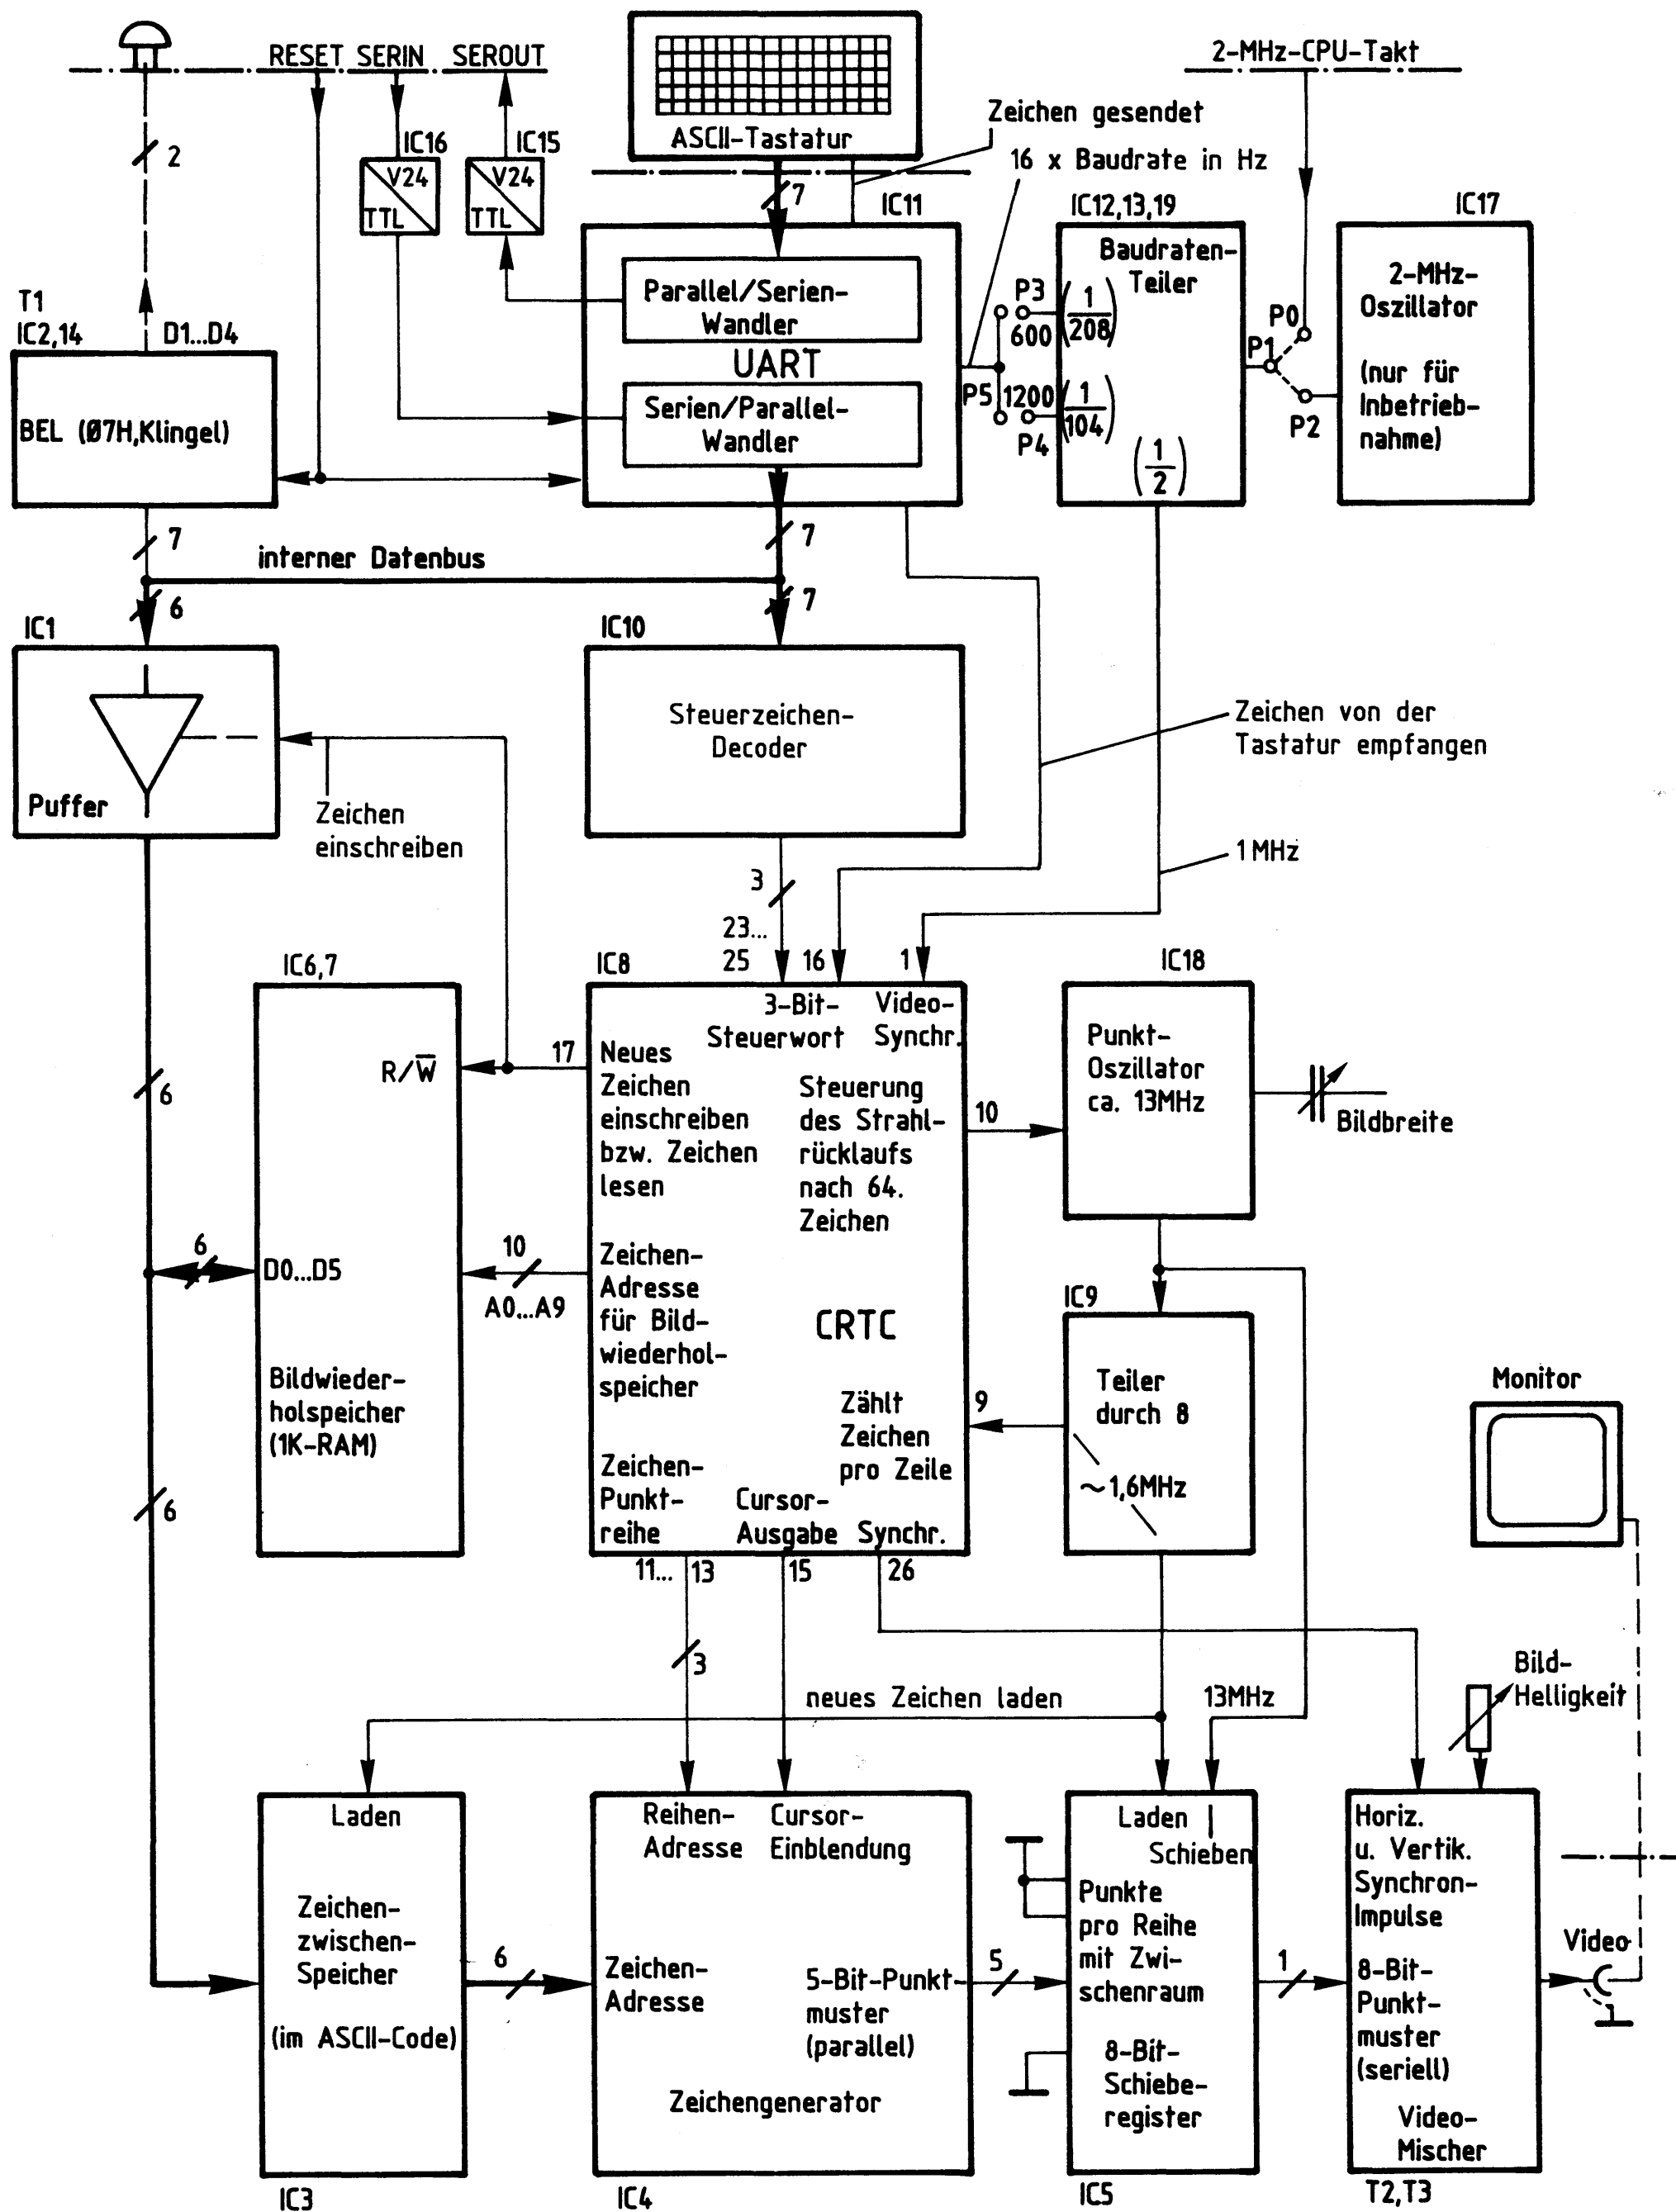 RESET SERIN SEROUT
2-MHz-CPU-Takt
ASCII-Tastatur
Zeichen gesendet
16 x Baudrate in Hz
2
IC16
V24
TTL
IC15
V24
TTL
7
IC11
IC12,13,19
IC17
Parallel/Serien-
Wandler
UART
Serien/Parallel-
Wandler
P3
600
P5
1200
P4
Baudraten-
Teiler
(1/208)
(1/104)
(1/2)
P0
P1
P2
2-MHz-
Oszillator
(nur für
Inbetrieb-
nahme)
T1
IC2,14
D1...D4
BEL (Ø7H,Klingel)
7
interner Datenbus
7
6
7
IC1
Puffer
IC10
Steuerzeichen-
Decoder
Zeichen
einschreiben
Zeichen von der
Tastatur empfangen
1MHz
3
23...
25
16
1
IC6,7
R/W̅
D0...D5
Bildwieder-
holspeicher
(1K-RAM)
6
6
6
17
10
A0...A9
IC8
3-Bit-
Steuerwort
Video-
Synchr.
Neues
Zeichen
einschreiben
bzw. Zeichen
lesen
Steuerung
des Strahl-
rücklaufs
nach 64.
Zeichen
Zeichen-
Adresse
für Bild-
wiederhol-
speicher
CRTC
Zählt
Zeichen
pro Zeile
Zeichen-
Punkt-
reihe
Cursor-
Ausgabe
Synchr.
10
9
IC18
Punkt-
Oszillator
ca. 13MHz
Bildbreite
IC9
Teiler
durch 8
~1,6MHz
Monitor
11... 13
15
26
3
neues Zeichen laden
13MHz
Bild-
Helligkeit
Laden
Zeichen-
zwischen-
Speicher
(im ASCII-Code)
IC3
6
Reihen-
Adresse
Cursor-
Einblendung
Zeichen-
Adresse
5-Bit-Punkt-
muster
(parallel)
Zeichengenerator
IC4
5
Laden
Schieben
Punkte
pro Reihe
mit Zwi-
schenraum
8-Bit-
Schiebe-
register
IC5
1
Horiz.
u. Vertik.
Synchron-
Impulse
8-Bit-
Punkt-
muster
(seriell)
Video-
Mischer
T2,T3
Video